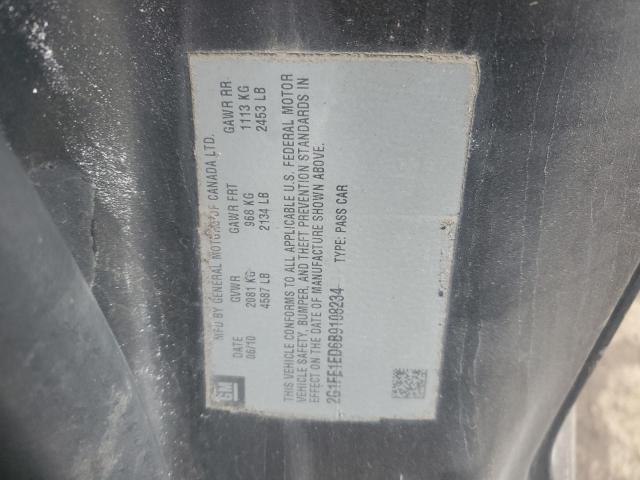 GM
MFD BY GENERAL MOTORS OF CANADA LTD.
DATE GVWR GAWR FRT GAWR RR
06/10 2081 KG 968 KG 1113 KG
4587 LB 2134 LB 2453 LB
THIS VEHICLE CONFORMS TO ALL APPLICABLE U.S. FEDERAL MOTOR
VEHICLE SAFETY, BUMPER, AND THEFT PREVENTION STANDARDS IN
EFFECT ON THE DATE OF MANUFACTURE SHOWN ABOVE.
2G1FE1ED6B9108234 TYPE: PASS CAR